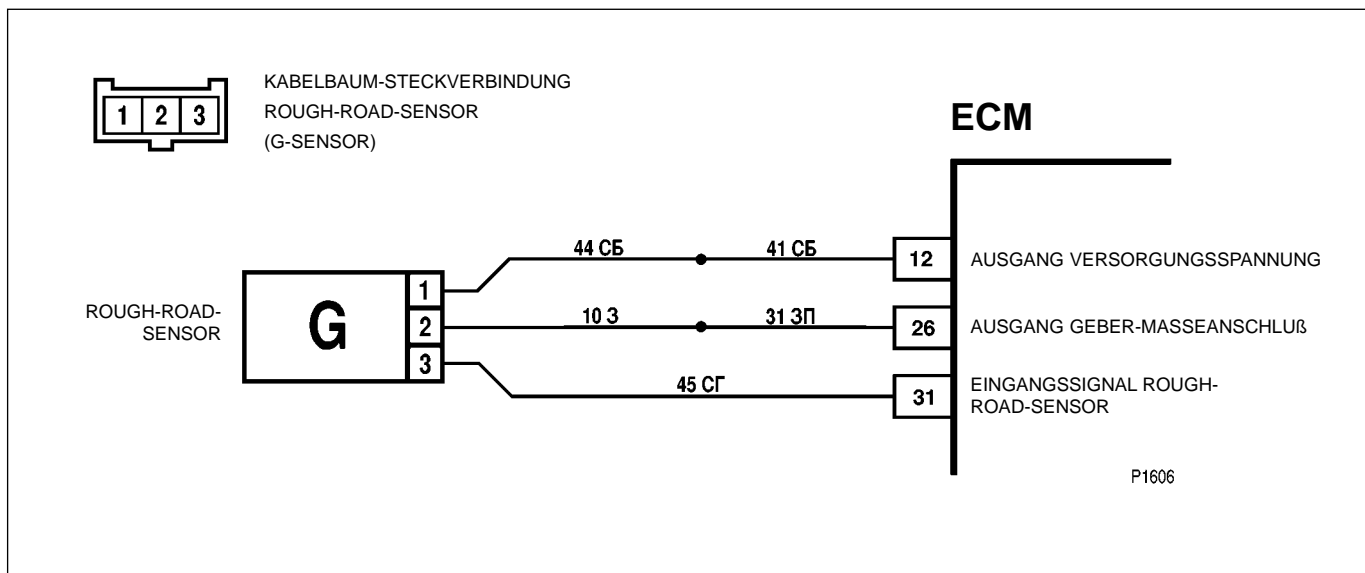 KABELBAUM-STECKVERBINDUNG
1 2 3
ROUGH-ROAD-SENSOR
(G-SENSOR)
ECM
44 СБ
41 СБ
12
AUSGANG VERSORGUNGSSPANNUNG
1
ROUGH-ROAD-
SENSOR
G
2
10 З
31 ЗП
26
AUSGANG GEBER-MASSEANSCHLUß
3
45 СГ
31
EINGANGSSIGNAL ROUGH-
ROAD-SENSOR
P1606